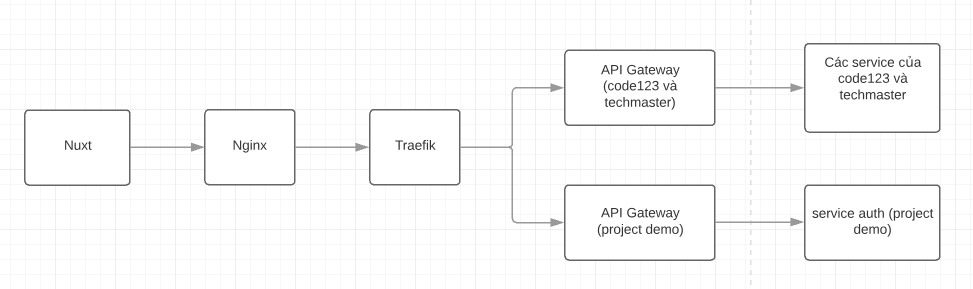 Nuxt
Nginx
Traefik
API Gateway
(code123 và
techmaster)
Các service của
code123 và
techmaster
API Gateway
(project demo)
service auth (project
demo)